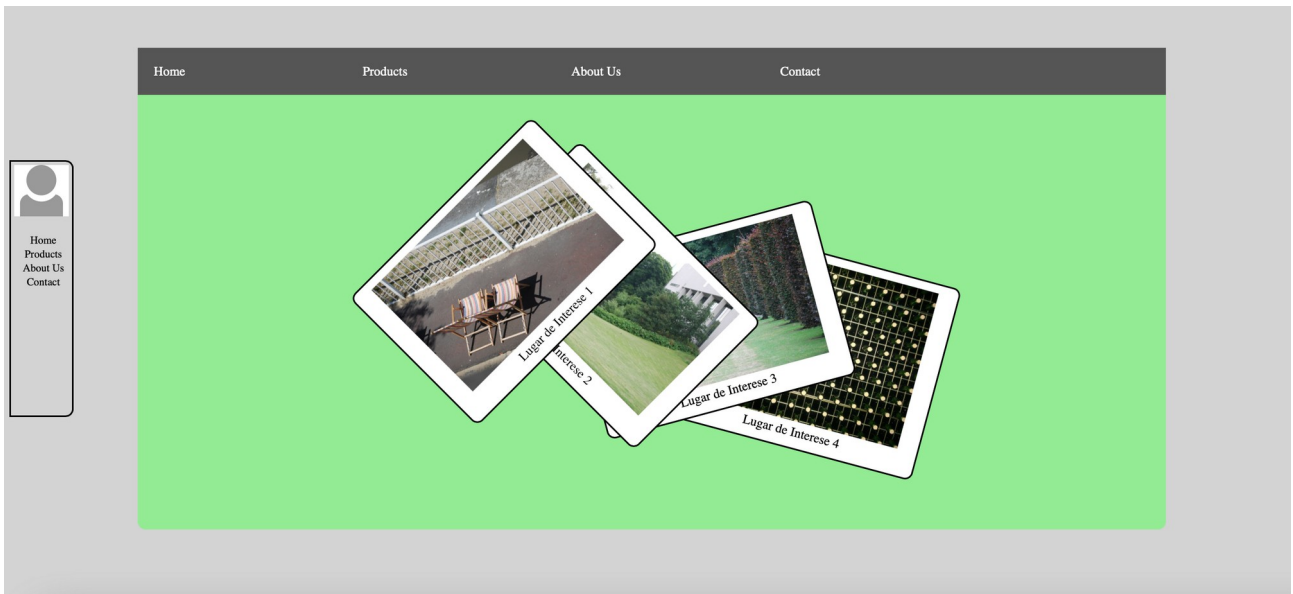 Home
Products
About Us
Contact
Home
Products
About Us
Contact
Lugar de Interese 1
Interese 2
Lugar de Interese 3
Lugar de Interese 4